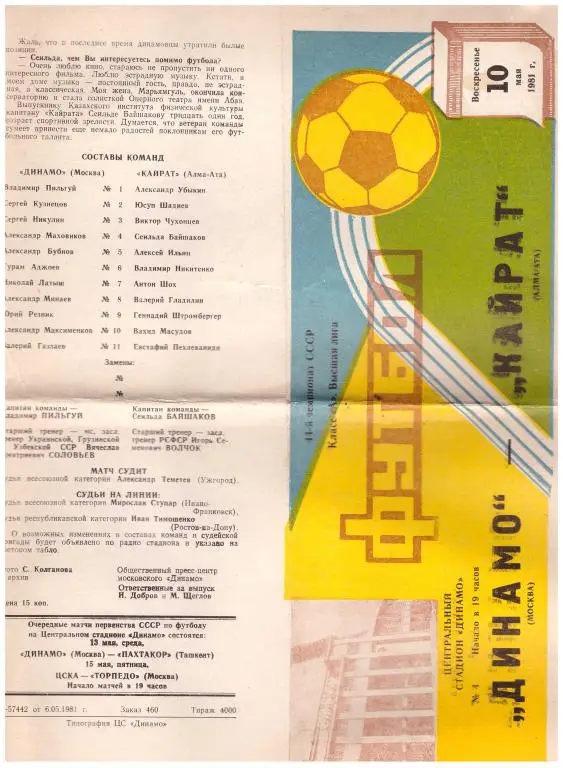 Жаль, что в последнее время динамовцы утратили былые
позиции.
— Сеильда, чем Вы интересуетесь помимо футбола?
— Очень люблю кино, стараюсь не пропустить ни одного
интересного фильма. Люблю эстрадную музыку. Кстати, в
моем доме музыка — постоянный гость, правда, не эстрад-
ная, а классическая. Моя жена, Марьямгуль, окончила кон-
серваторию и стала солисткой Оперного театра имени Абая.
Выпускнику Казахского института физической культуры
капитану «Кайрата» Сеильде Байшакову тридцать один год,
возраст спортивной зрелости. Думается, что ветеран команды
сумеет принести еще немало радостей поклонникам его фут-
больного таланта.
СОСТАВЫ КОМАНД
«ДИНАМО» (Москва) «КАЙРАТ» (Алма-Ата)
Владимир Пильгуй № 1 Александр Убыкин
Сергей Кузнецов № 2 Юсуп Шадиев
Сергей Никулин № 3 Виктор Чухонцев
Александр Маховиков № 4 Сеильда Байшаков
Александр Бубнов № 5 Алексей Ильин
Гурам Аджоев № 6 Владимир Никитенко
Николай Латыш № 7 Антон Шох
Александр Минаев № 8 Валерий Гладилин
Юрий Резник № 9 Геннадий Штромбергер
Александр Максименков № 10 Вахид Масудов
Валерий Газзаев № 11 Евстафий Пехлеваниди
Замены:
№
№
Капитан команды — Капитан команды —
Владимир ПИЛЬГУЙ Сеильда БАЙШАКОВ
Старший тренер — мс, засл. Старший тренер — засл.
тренер Украинской, Грузинской тренер РСФСР Игорь Се-
Узбекской ССР Вячеслав менович ВОЛЧОК
Дмитриевич СОЛОВЬЕВ
МАТЧ СУДИТ
судья всесоюзной категории Александр Теметев (Ужгород).
СУДЬИ НА ЛИНИИ:
судья всесоюзной категории Мирослав Ступар (Ивано-
Франковск),
судья республиканской категории Иван Тимошенко
(Ростов-на-Дону).
О возможных изменениях в составах команд и судейской
бригады будет объявлено по радио стадиона и указано на
световом табло.
Фото С. Колганова Общественный пресс-центр
и архив московского «Динамо»
Ответственные за выпуск
И. Добров и М. Щеглов
Цена 15 коп.
Очередные матчи первенства СССР по футболу
на Центральном стадионе «Динамо» состоятся:
13 мая, среда,
«ДИНАМО» (Москва) — «ПАХТАКОР» (Ташкент)
15 мая, пятница,
ЦСКА — «ТОРПЕДО» (Москва)
Начало матчей в 19 часов
-57442 от 6.05.1981 г. Заказ 460 Тираж 4000
Типография ЦС «Динамо»
Воскресенье
10
мая
1981 г.
ФУТБОЛ
44-й чемпионат СССР
Класс «А». Высшая лига
„ДИНАМО“ — „КАЙРАТ“
(МОСКВА) (АЛМА-АТА)
ЦЕНТРАЛЬНЫЙ
СТАДИОН „ДИНАМО“
Начало в 19 часов
№ 4